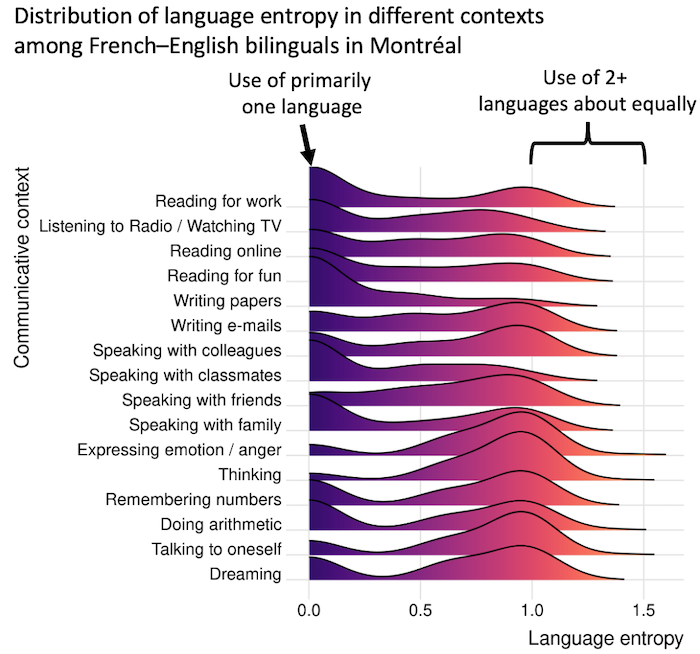 Distribution of language entropy in different contexts
among French–English bilinguals in Montréal
Use of primarily
one language
Use of 2+
languages about equally
Communicative context
Reading for work
Listening to Radio / Watching TV
Reading online
Reading for fun
Writing papers
Writing e-mails
Speaking with colleagues
Speaking with classmates
Speaking with friends
Speaking with family
Expressing emotion / anger
Thinking
Remembering numbers
Doing arithmetic
Talking to oneself
Dreaming
0.0 0.5 1.0 1.5
Language entropy